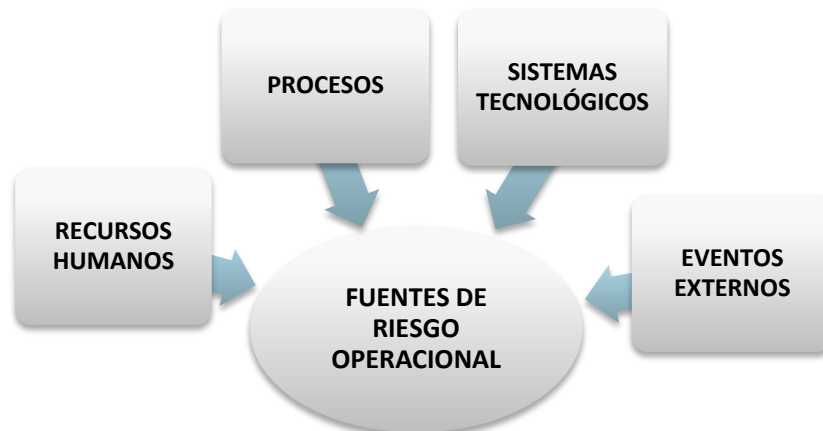 PROCESOS
SISTEMAS
TECNOLÓGICOS
RECURSOS
HUMANOS
EVENTOS
EXTERNOS
FUENTES DE
RIESGO
OPERACIONAL